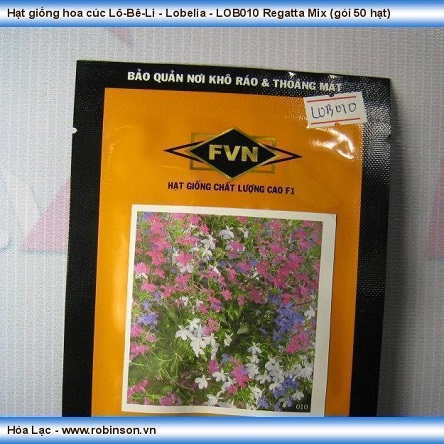 Hạt giống hoa cúc Lô-Bê-Li - Lobelia - LOB010 Regatta Mix (gói 50 hạt)
BẢO QUẢN NƠI KHÔ RÁO & THOÁNG MÁT
LOB010
FVN
HẠT GIỐNG CHẤT LƯỢNG CAO F1
010
Hòa Lạc - www.robinson.vn